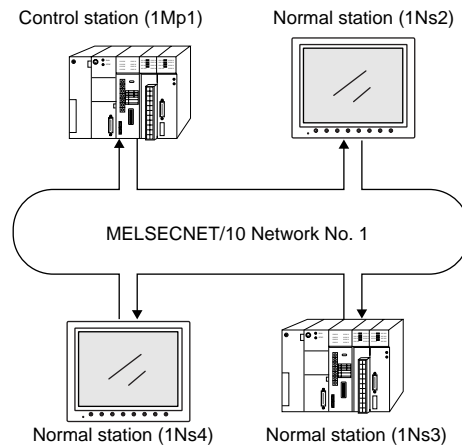 Control station (1Mp1)
Normal station (1Ns2)
MELSECNET/10 Network No. 1
Normal station (1Ns4)
Normal station (1Ns3)